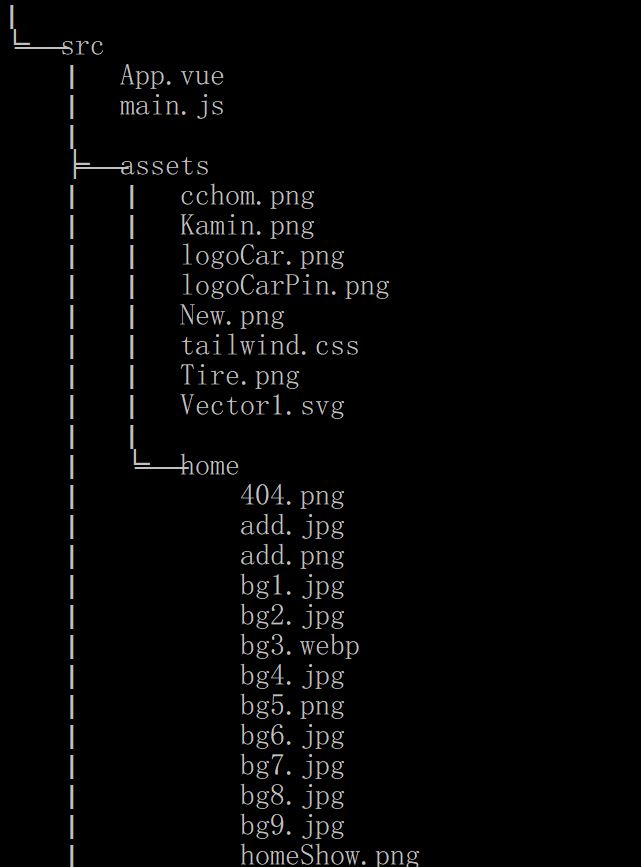 src
App.vue
main.js
assets
cchom.png
Kamin.png
logoCar.png
logoCarPin.png
New.png
tailwind.css
Tire.png
Vector1.svg
home
404.png
add.jpg
add.png
bg1.jpg
bg2.jpg
bg3.webp
bg4.jpg
bg5.png
bg6.jpg
bg7.jpg
bg8.jpg
bg9.jpg
homeShow.png